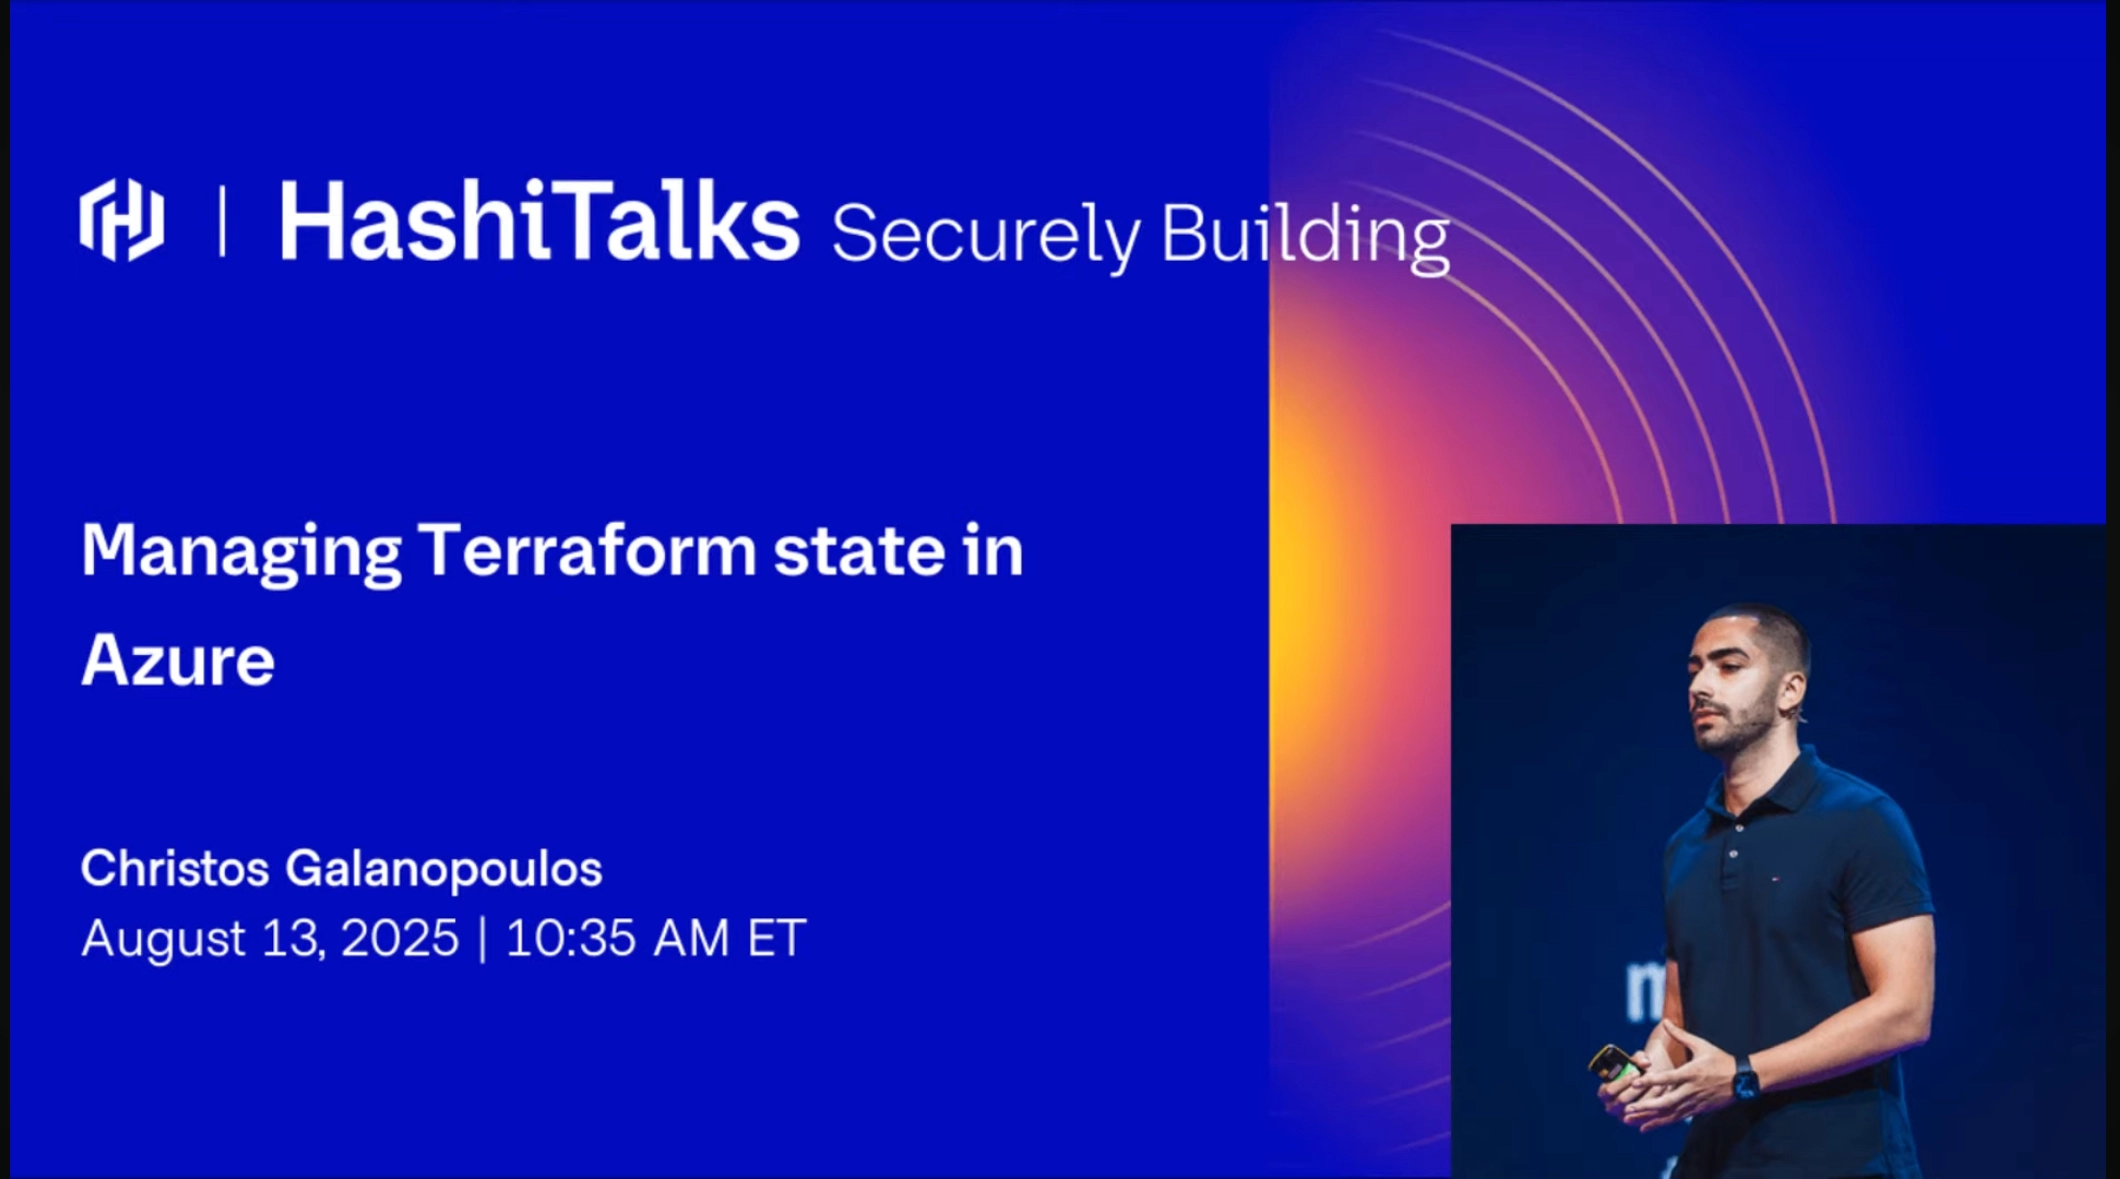 HashiTalks Securely Building
Managing Terraform state in
Azure
Christos Galanopoulos
August 13, 2025 | 10:35 AM ET